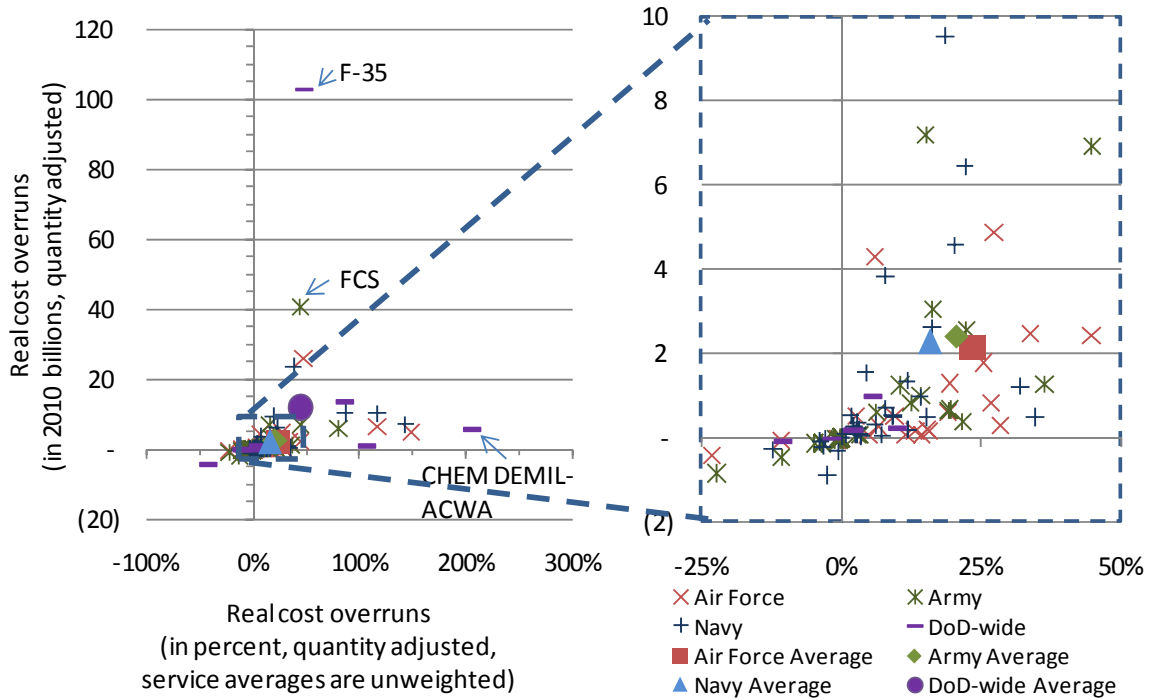 120
100
80
60
40
20
-
(20)
Real cost overruns
(in 2010 billions, quantity adjusted)
F-35
FCS
CHEM DEMIL-
ACWA
-100%
0%
100%
200%
300%
Real cost overruns
(in percent, quantity adjusted,
service averages are unweighted)
10
8
6
4
2
-
(2)
-25%
0%
25%
50%
Air Force
Army
Navy
DoD-wide
Air Force Average
Army Average
Navy Average
DoD-wide Average